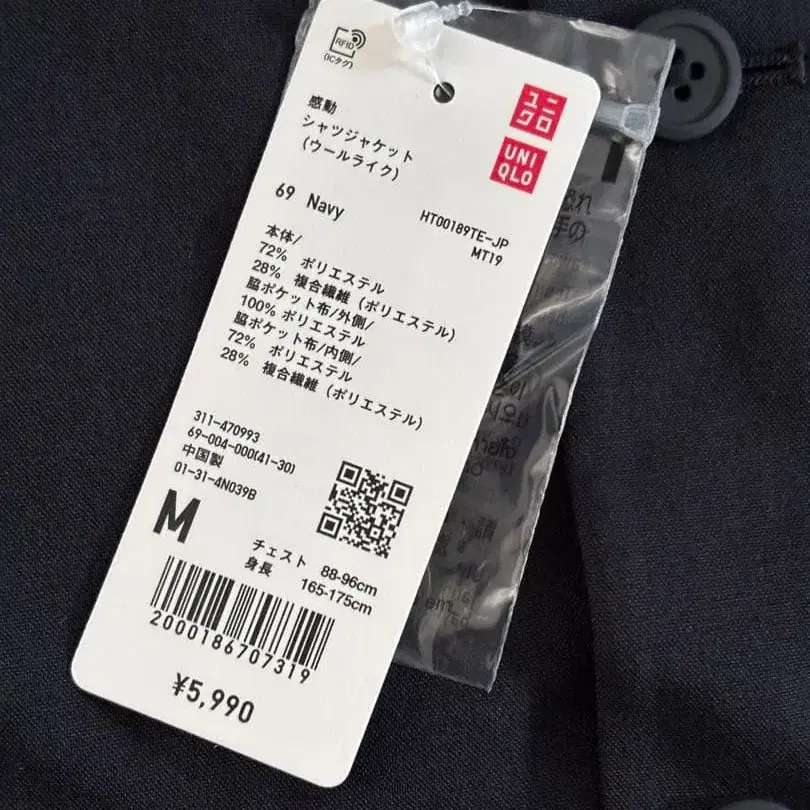 RFID
(ICタグ)
ユニ
クロ
UNI
QLO
感動
シャツジャケット
(ウールライク)
69 Navy
HT00189TE-JP
MT19
本体/
72% ポリエステル
28% 複合繊維 (ポリエステル)
脇ポケット布/外側/
100% ポリエステル
脇ポケット布/内側/
72% ポリエステル
28% 複合繊維 (ポリエステル)
311-470993
69-004-000(41-30)
中国製
01-31-4N039B
M
チェスト 88-96cm
身長 165-175cm
2000186707319
¥5,990
手の